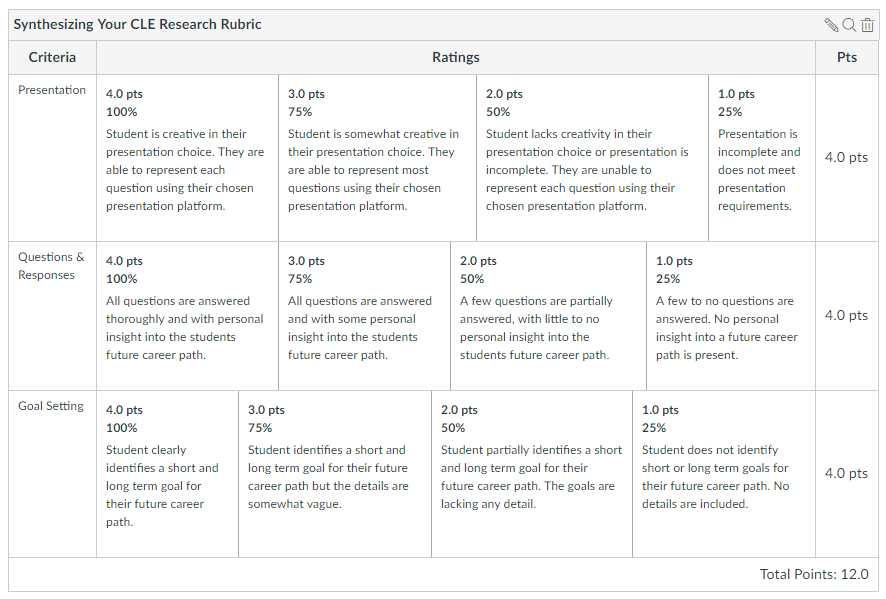 Synthesizing Your CLE Research Rubric
Criteria
Ratings
Pts
Presentation
4.0 pts
100%
Student is creative in their
presentation choice. They are
able to represent each
question using their chosen
presentation platform.
3.0 pts
75%
Student is somewhat creative in
their presentation choice. They
are able to represent most
questions using their chosen
presentation platform.
2.0 pts
50%
Student lacks creativity in their
presentation choice or presentation is
incomplete. They are unable to
represent each question using their
chosen presentation platform.
1.0 pts
25%
Presentation is
incomplete and
does not meet
presentation
requirements.
4.0 pts
Questions &
Responses
4.0 pts
100%
All questions are answered
thoroughly and with personal
insight into the students
future career path.
3.0 pts
75%
All questions are answered
and with some personal
insight into the students
future career path.
2.0 pts
50%
A few questions are partially
answered, with little to no
personal insight into the
students future career path.
1.0 pts
25%
A few to no questions are
answered. No personal
insight into a future career
path is present.
4.0 pts
Goal Setting
4.0 pts
100%
Student clearly
identifies a short and
long term goal for
their future career
path.
3.0 pts
75%
Student identifies a short and
long term goal for their future
career path but the details are
somewhat vague.
2.0 pts
50%
Student partially identifies a short
and long term goal for their
future career path. The goals are
lacking any detail.
1.0 pts
25%
Student does not identify
short or long term goals for
their future career path. No
details are included.
4.0 pts
Total Points: 12.0